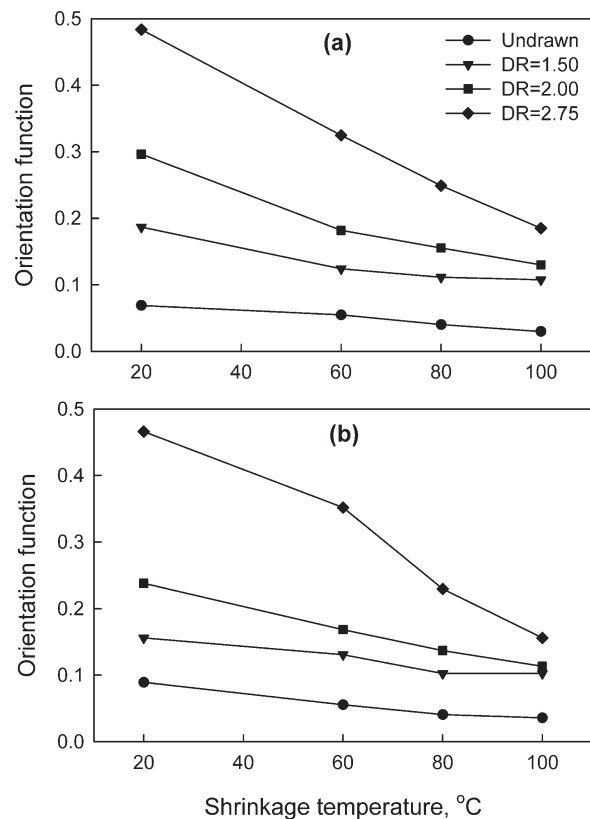 0.5
(a)
Undrawn
DR=1.50
DR=2.00
DR=2.75
0.4
0.3
0.2
0.1
0.0
Orientation function
20 40 60 80 100
0.5
(b)
0.4
0.3
0.2
0.1
0.0
Orientation function
20 40 60 80 100
Shrinkage temperature, °C